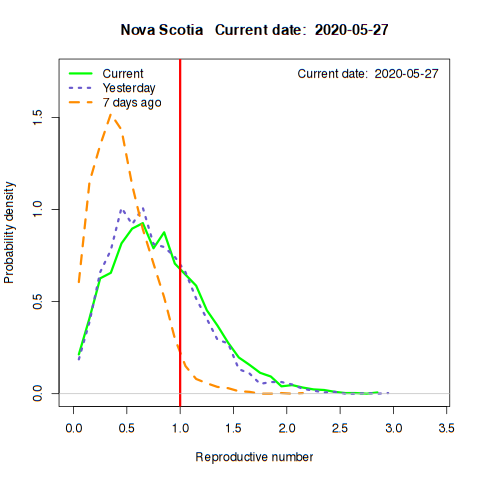 Nova Scotia   Current date:  2020-05-27
Current date:  2020-05-27
Current
Yesterday
7 days ago
Probability density
1.5
1.0
0.5
0.0
0.0 0.5 1.0 1.5 2.0 2.5 3.0 3.5
Reproductive number